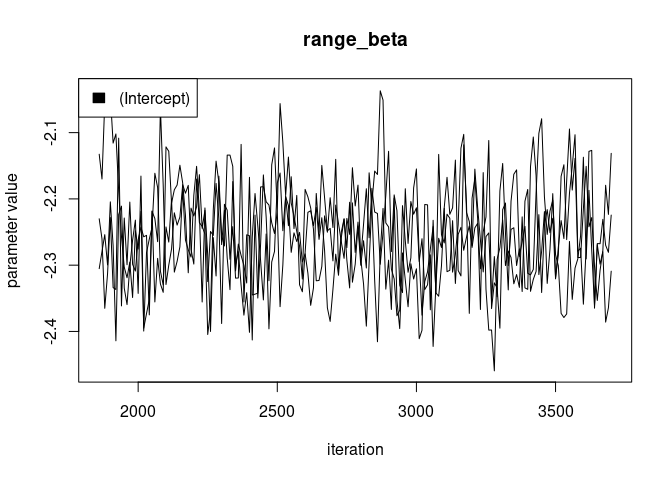 range_beta
(Intercept)
parameter value
-2.1
-2.2
-2.3
-2.4
2000 2500 3000 3500
iteration